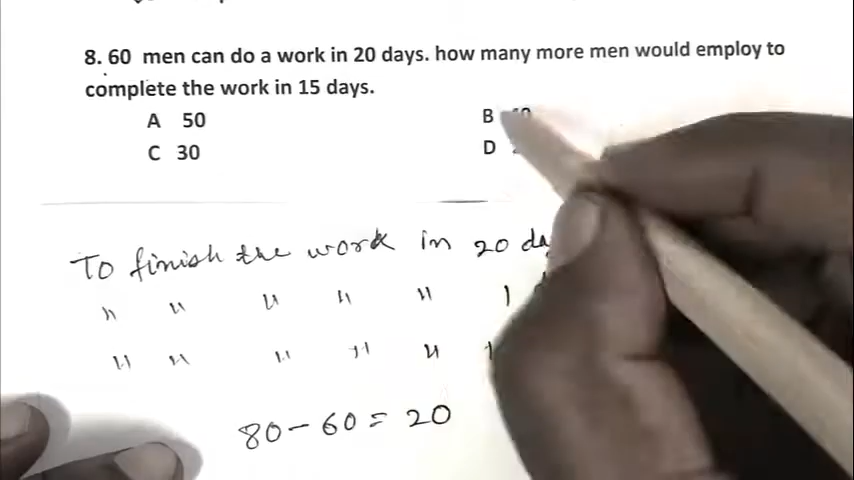 8. 60 men can do a work in 20 days. how many more men would employ to
complete the work in 15 days.
A 50 B
C 30 D
To finish the work in 20
" " " " " 1
" " " " "
80 - 60 = 20